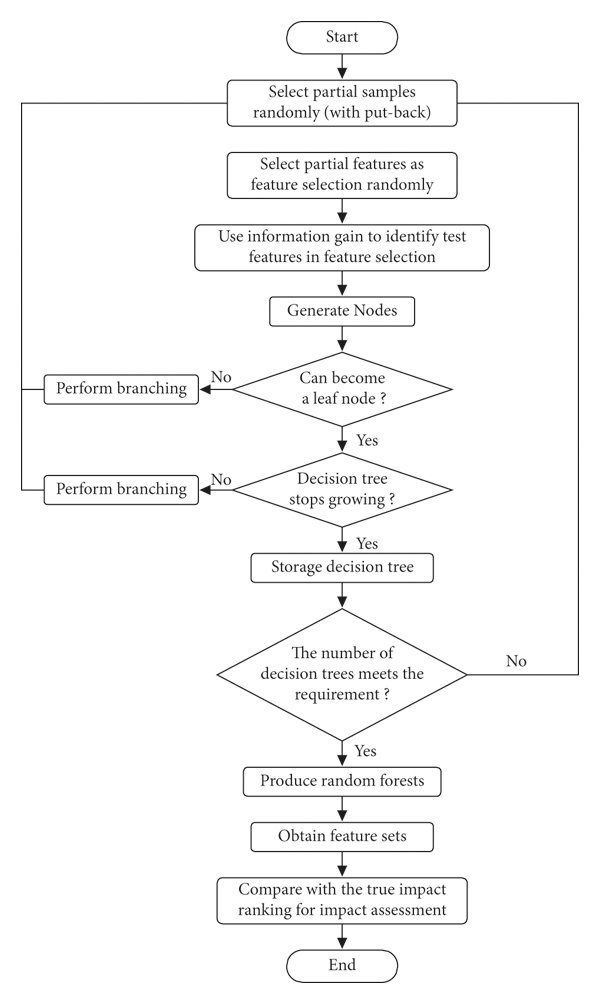 Start
Select partial samples
randomly (with put-back)
Select partial features as
feature selection randomly
Use information gain to identify test
features in feature selection
Generate Nodes
Can become
a leaf node ?
No
Perform branching
Yes
Decision tree
stops growing ?
No
Perform branching
Yes
Storage decision tree
The number of
decision trees meets the
requirement ?
No
Yes
Produce random forests
Obtain feature sets
Compare with the true impact
ranking for impact assessment
End